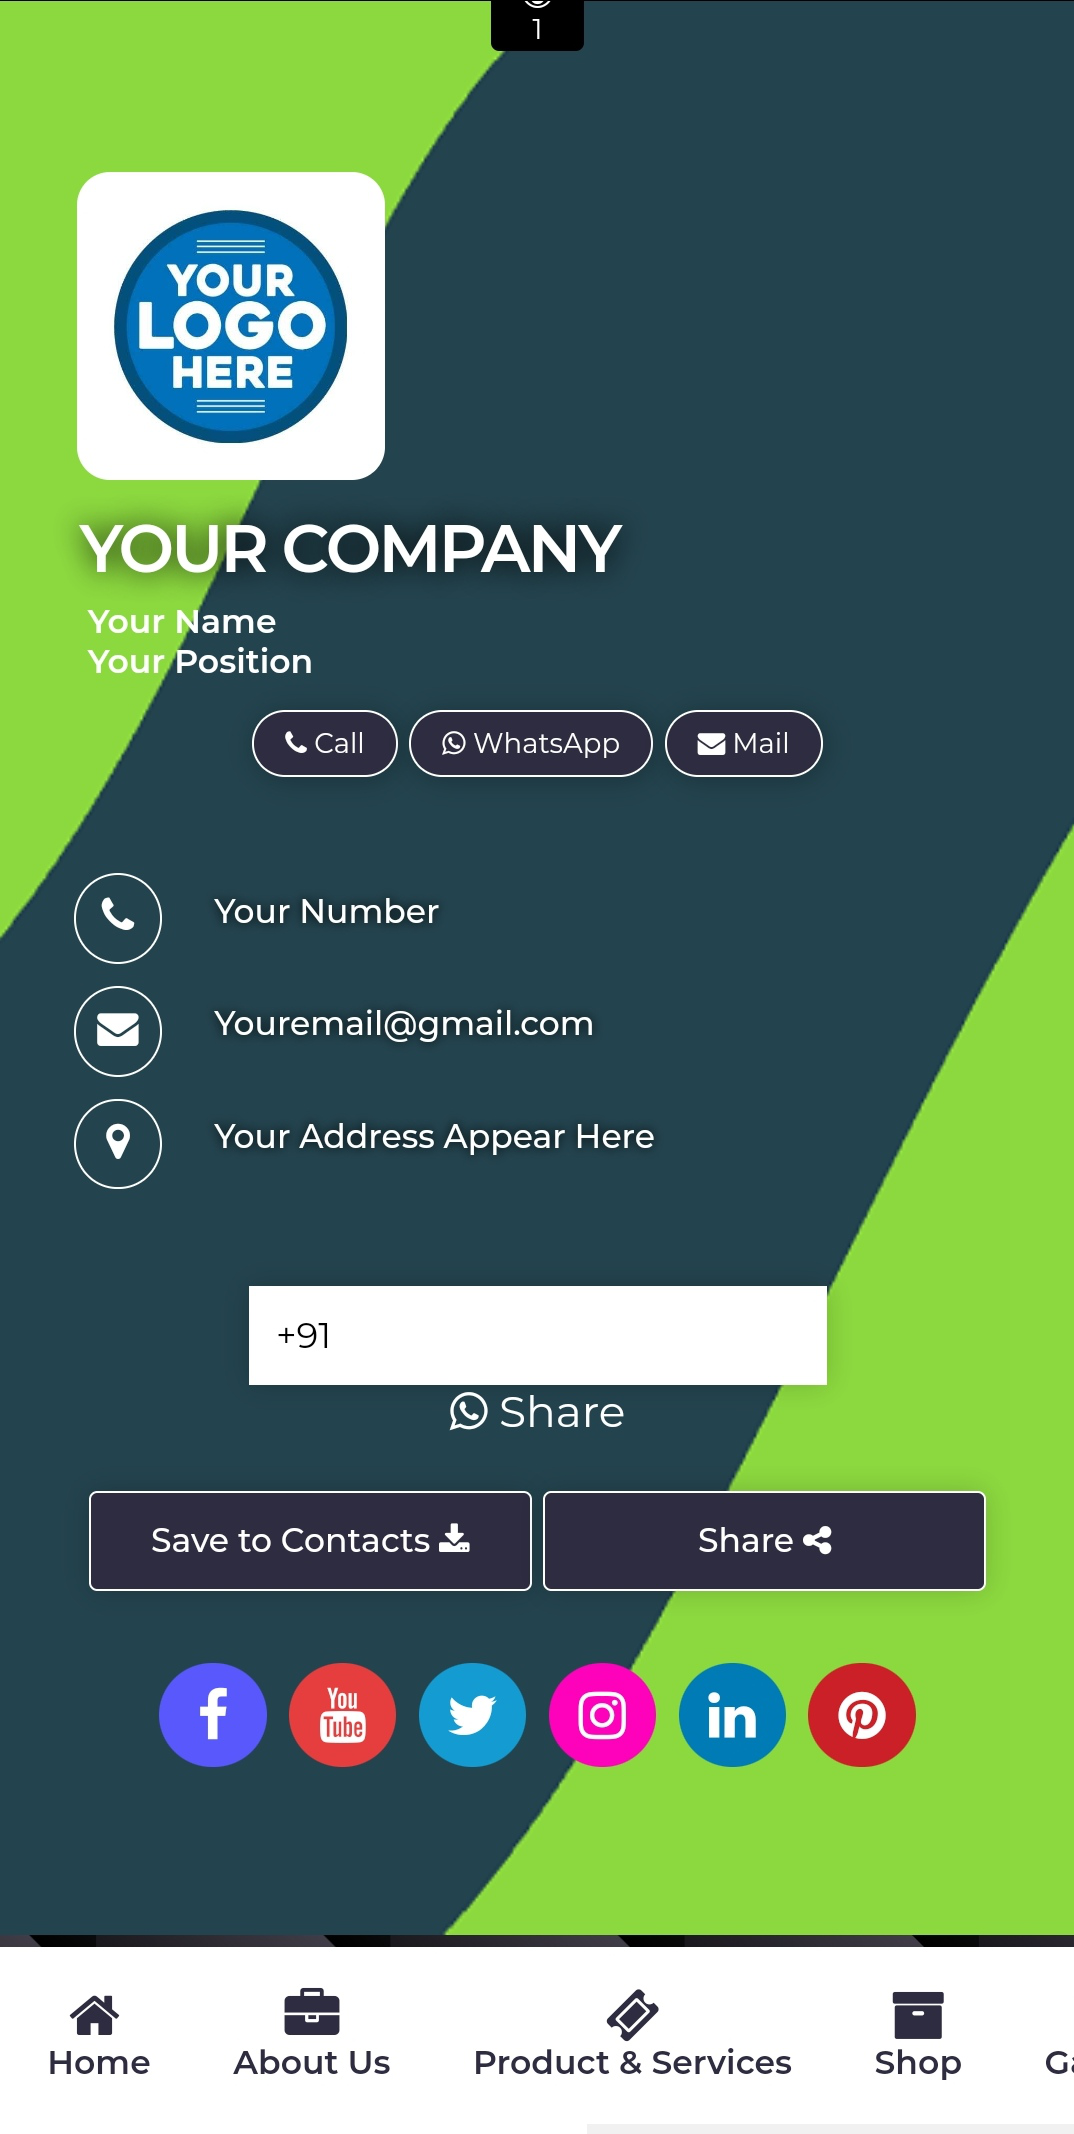 1
YOUR
LOGO
HERE
YOUR COMPANY
Your Name
Your Position
Call WhatsApp Mail
Your Number
Youremail@gmail.com
Your Address Appear Here
+91
Share
Save to Contacts Share
You
Tube
Home About Us Product & Services Shop Ga